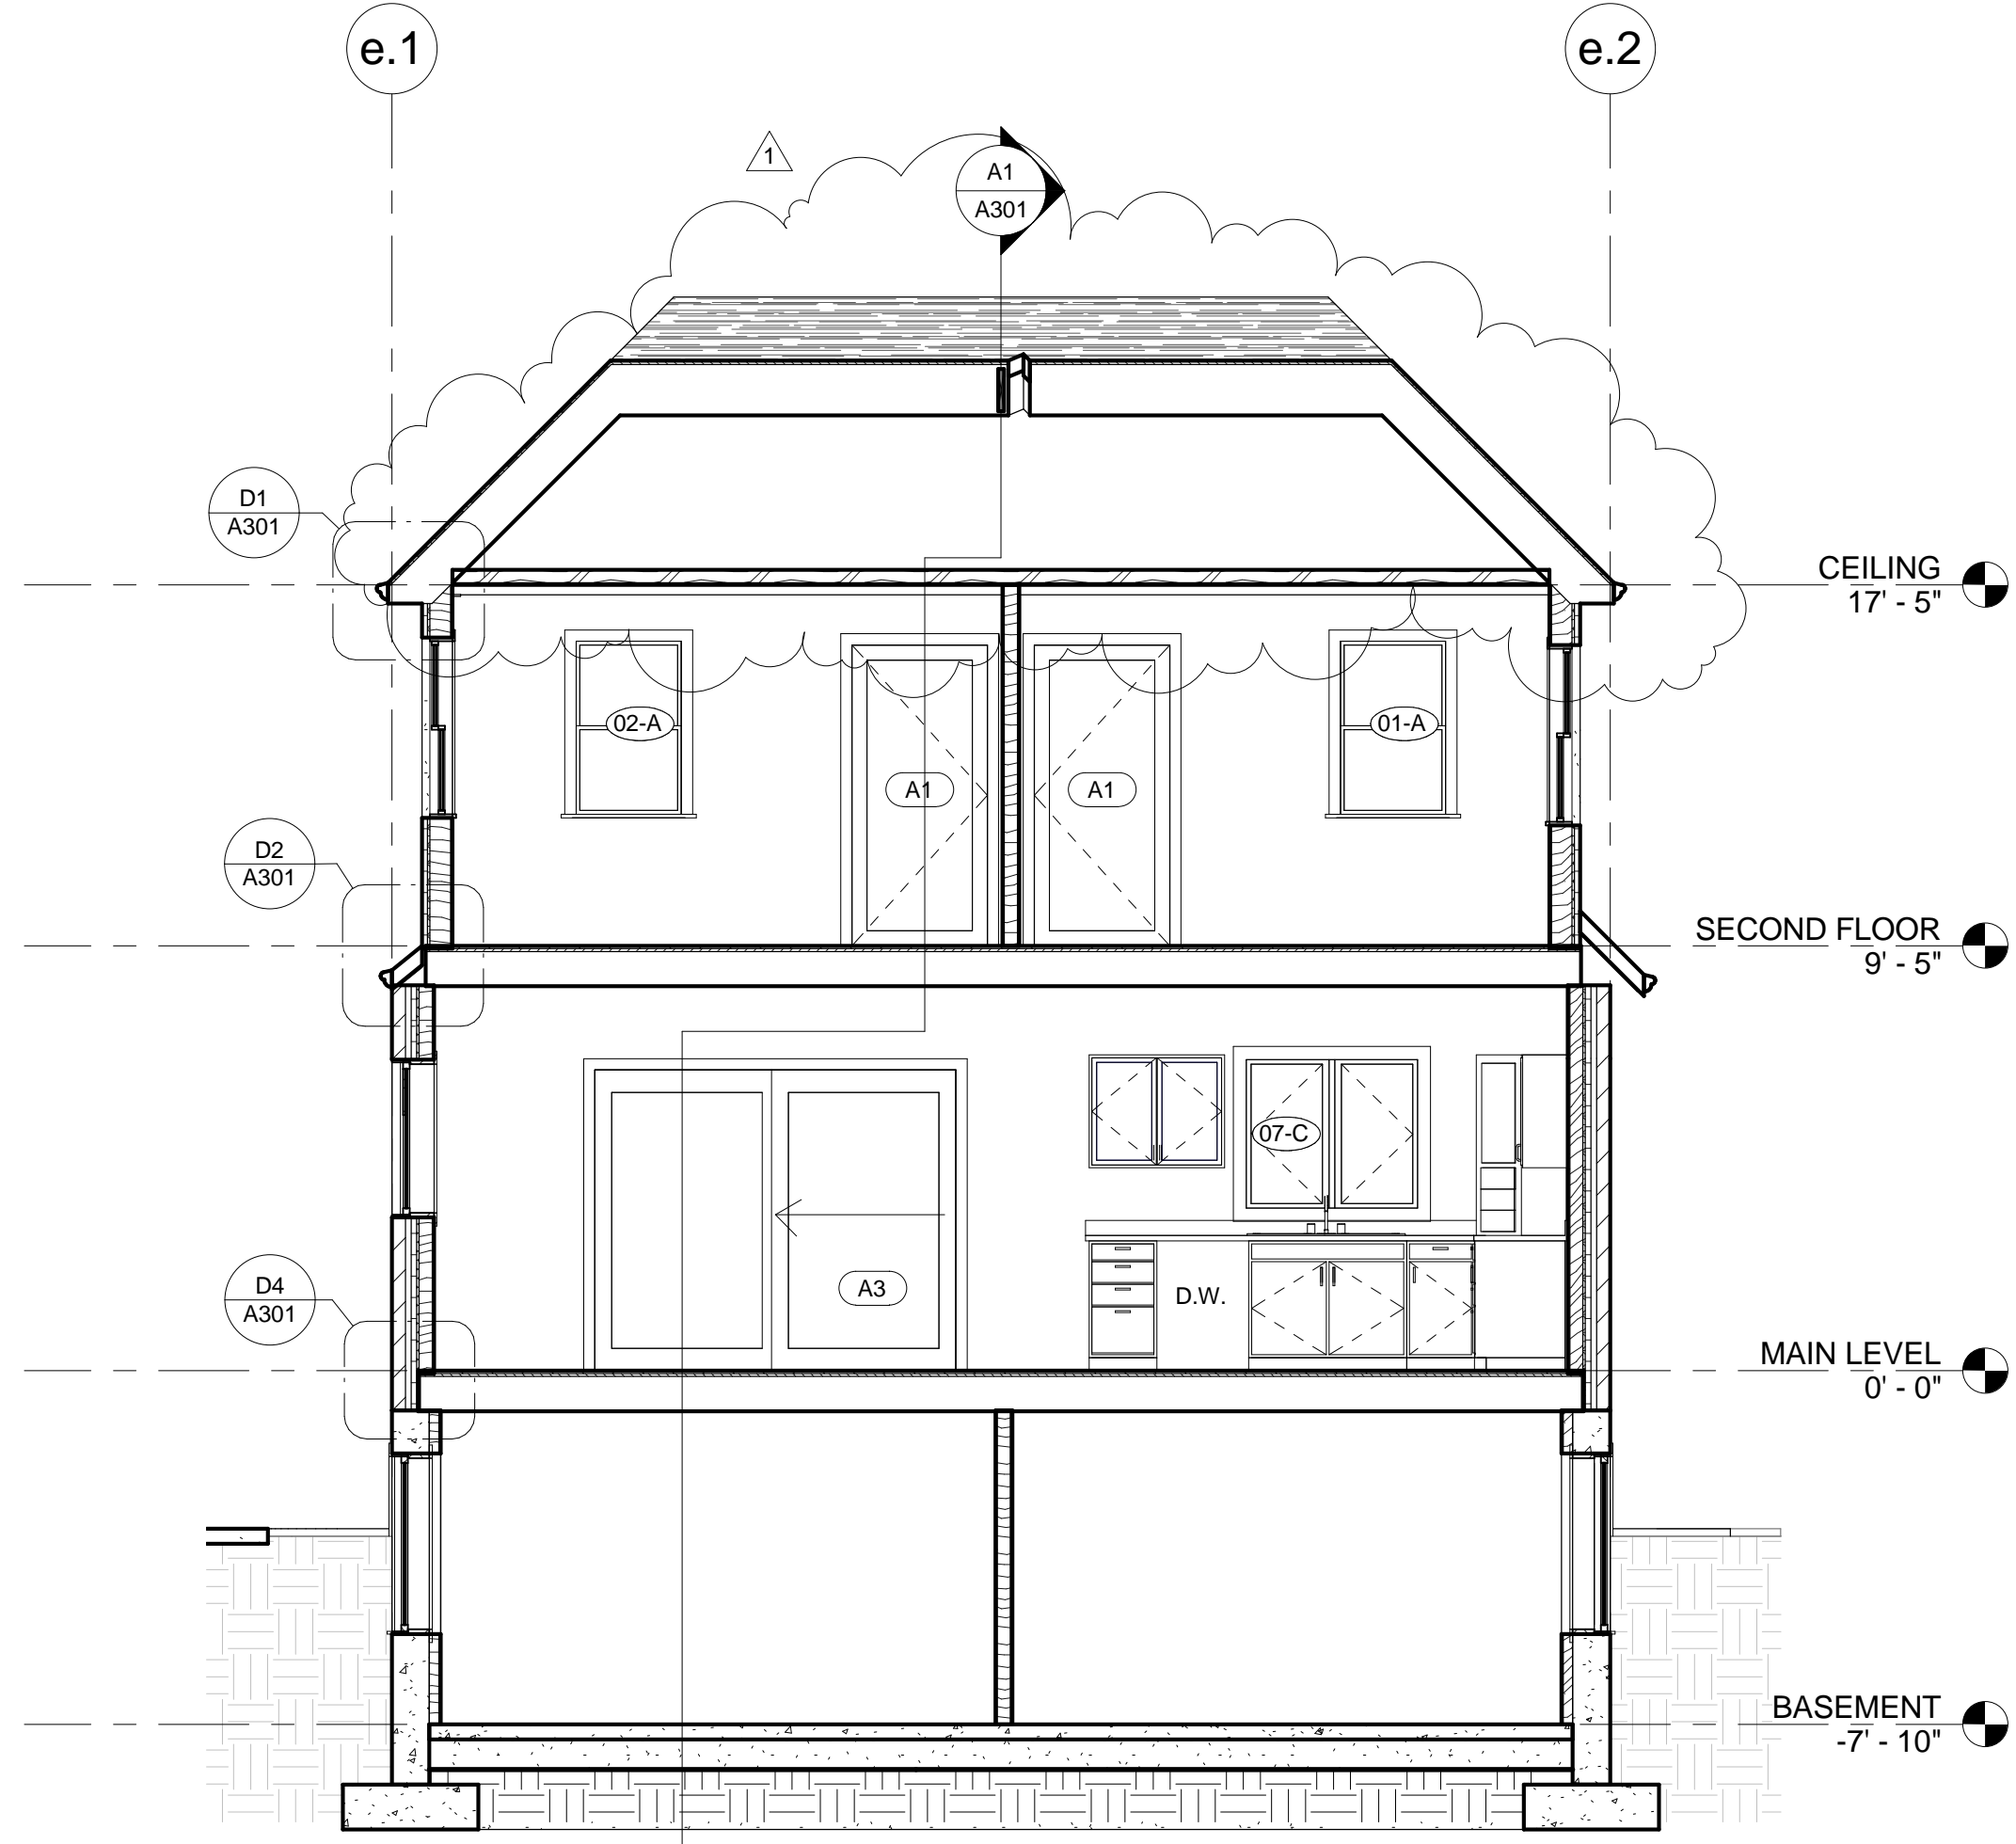 e.1
e.2
1
A1
A301
D1
A301
CEILING
17' - 5"
02-A
01-A
A1
A1
D2
A301
SECOND FLOOR
9' - 5"
07-C
D4
A301
A3
D.W.
MAIN LEVEL
0' - 0"
BASEMENT
-7' - 10"